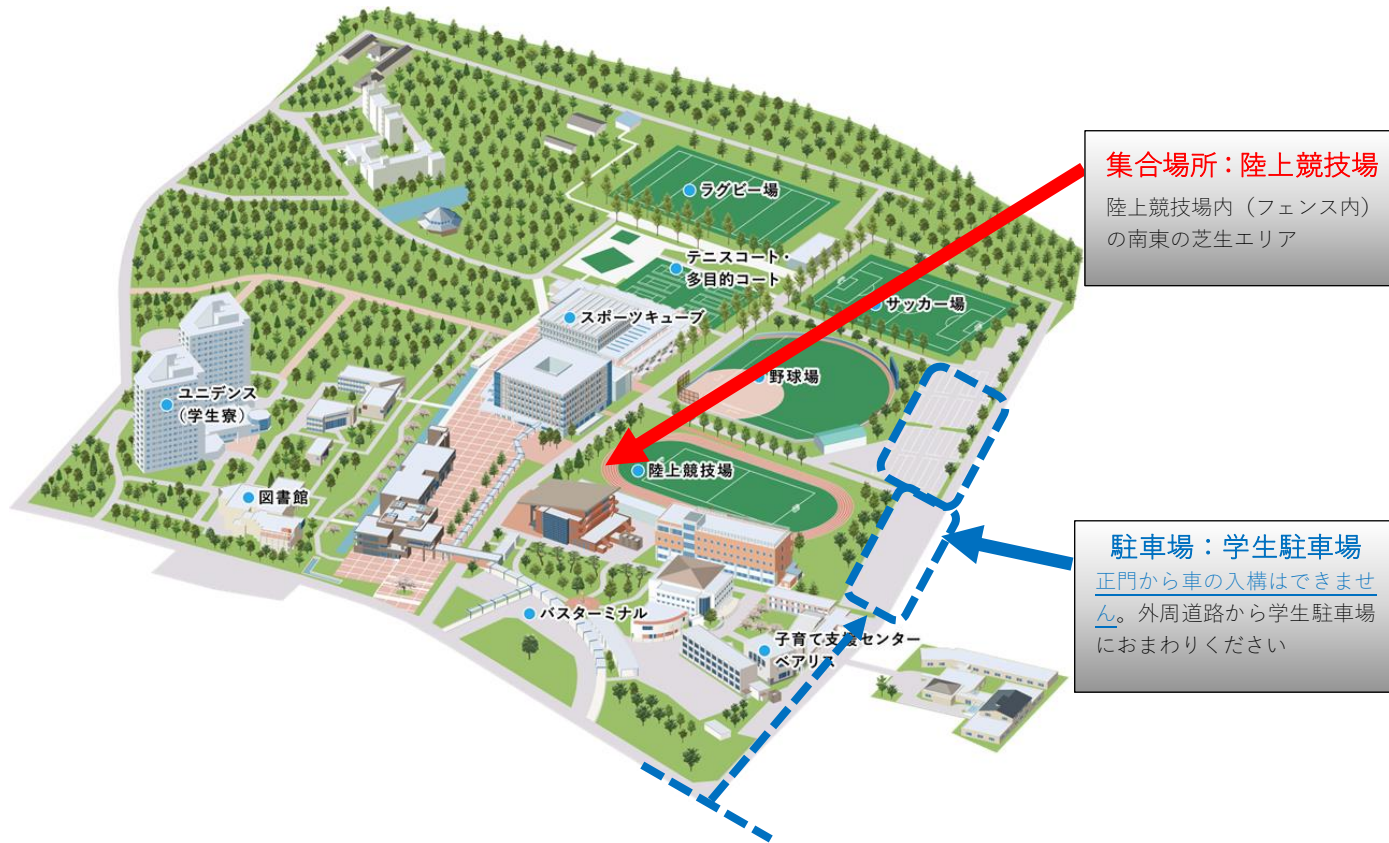 ラグビー場
テニスコート・
多目的コート
サッカー場
スポーツキューブ
野球場
ユニデンス
(学生寮)
陸上競技場
図書館
バスターミナル
子育て支援センター
ベアリス
集合場所：陸上競技場
陸上競技場内（フェンス内）
の南東の芝生エリア
駐車場：学生駐車場
正門から車の入構はできませ
ん。外周道路から学生駐車場
におまわりください